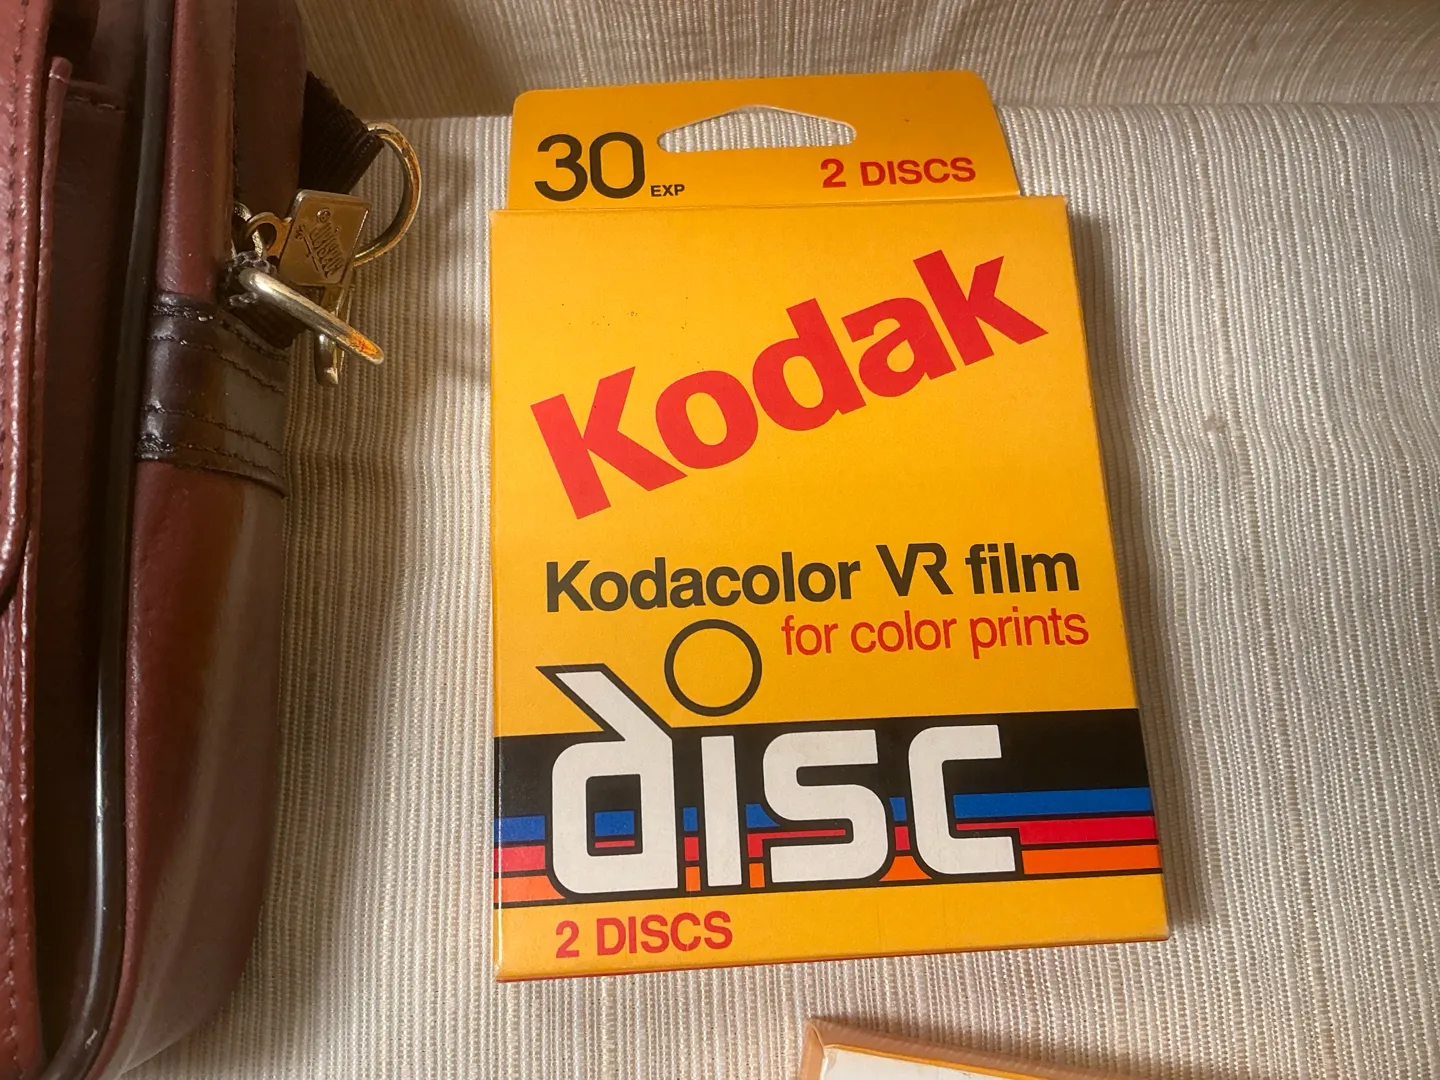 30 EXP
2 DISCS
Kodak
Kodacolor VR film
for color prints
disc
2 DISCS